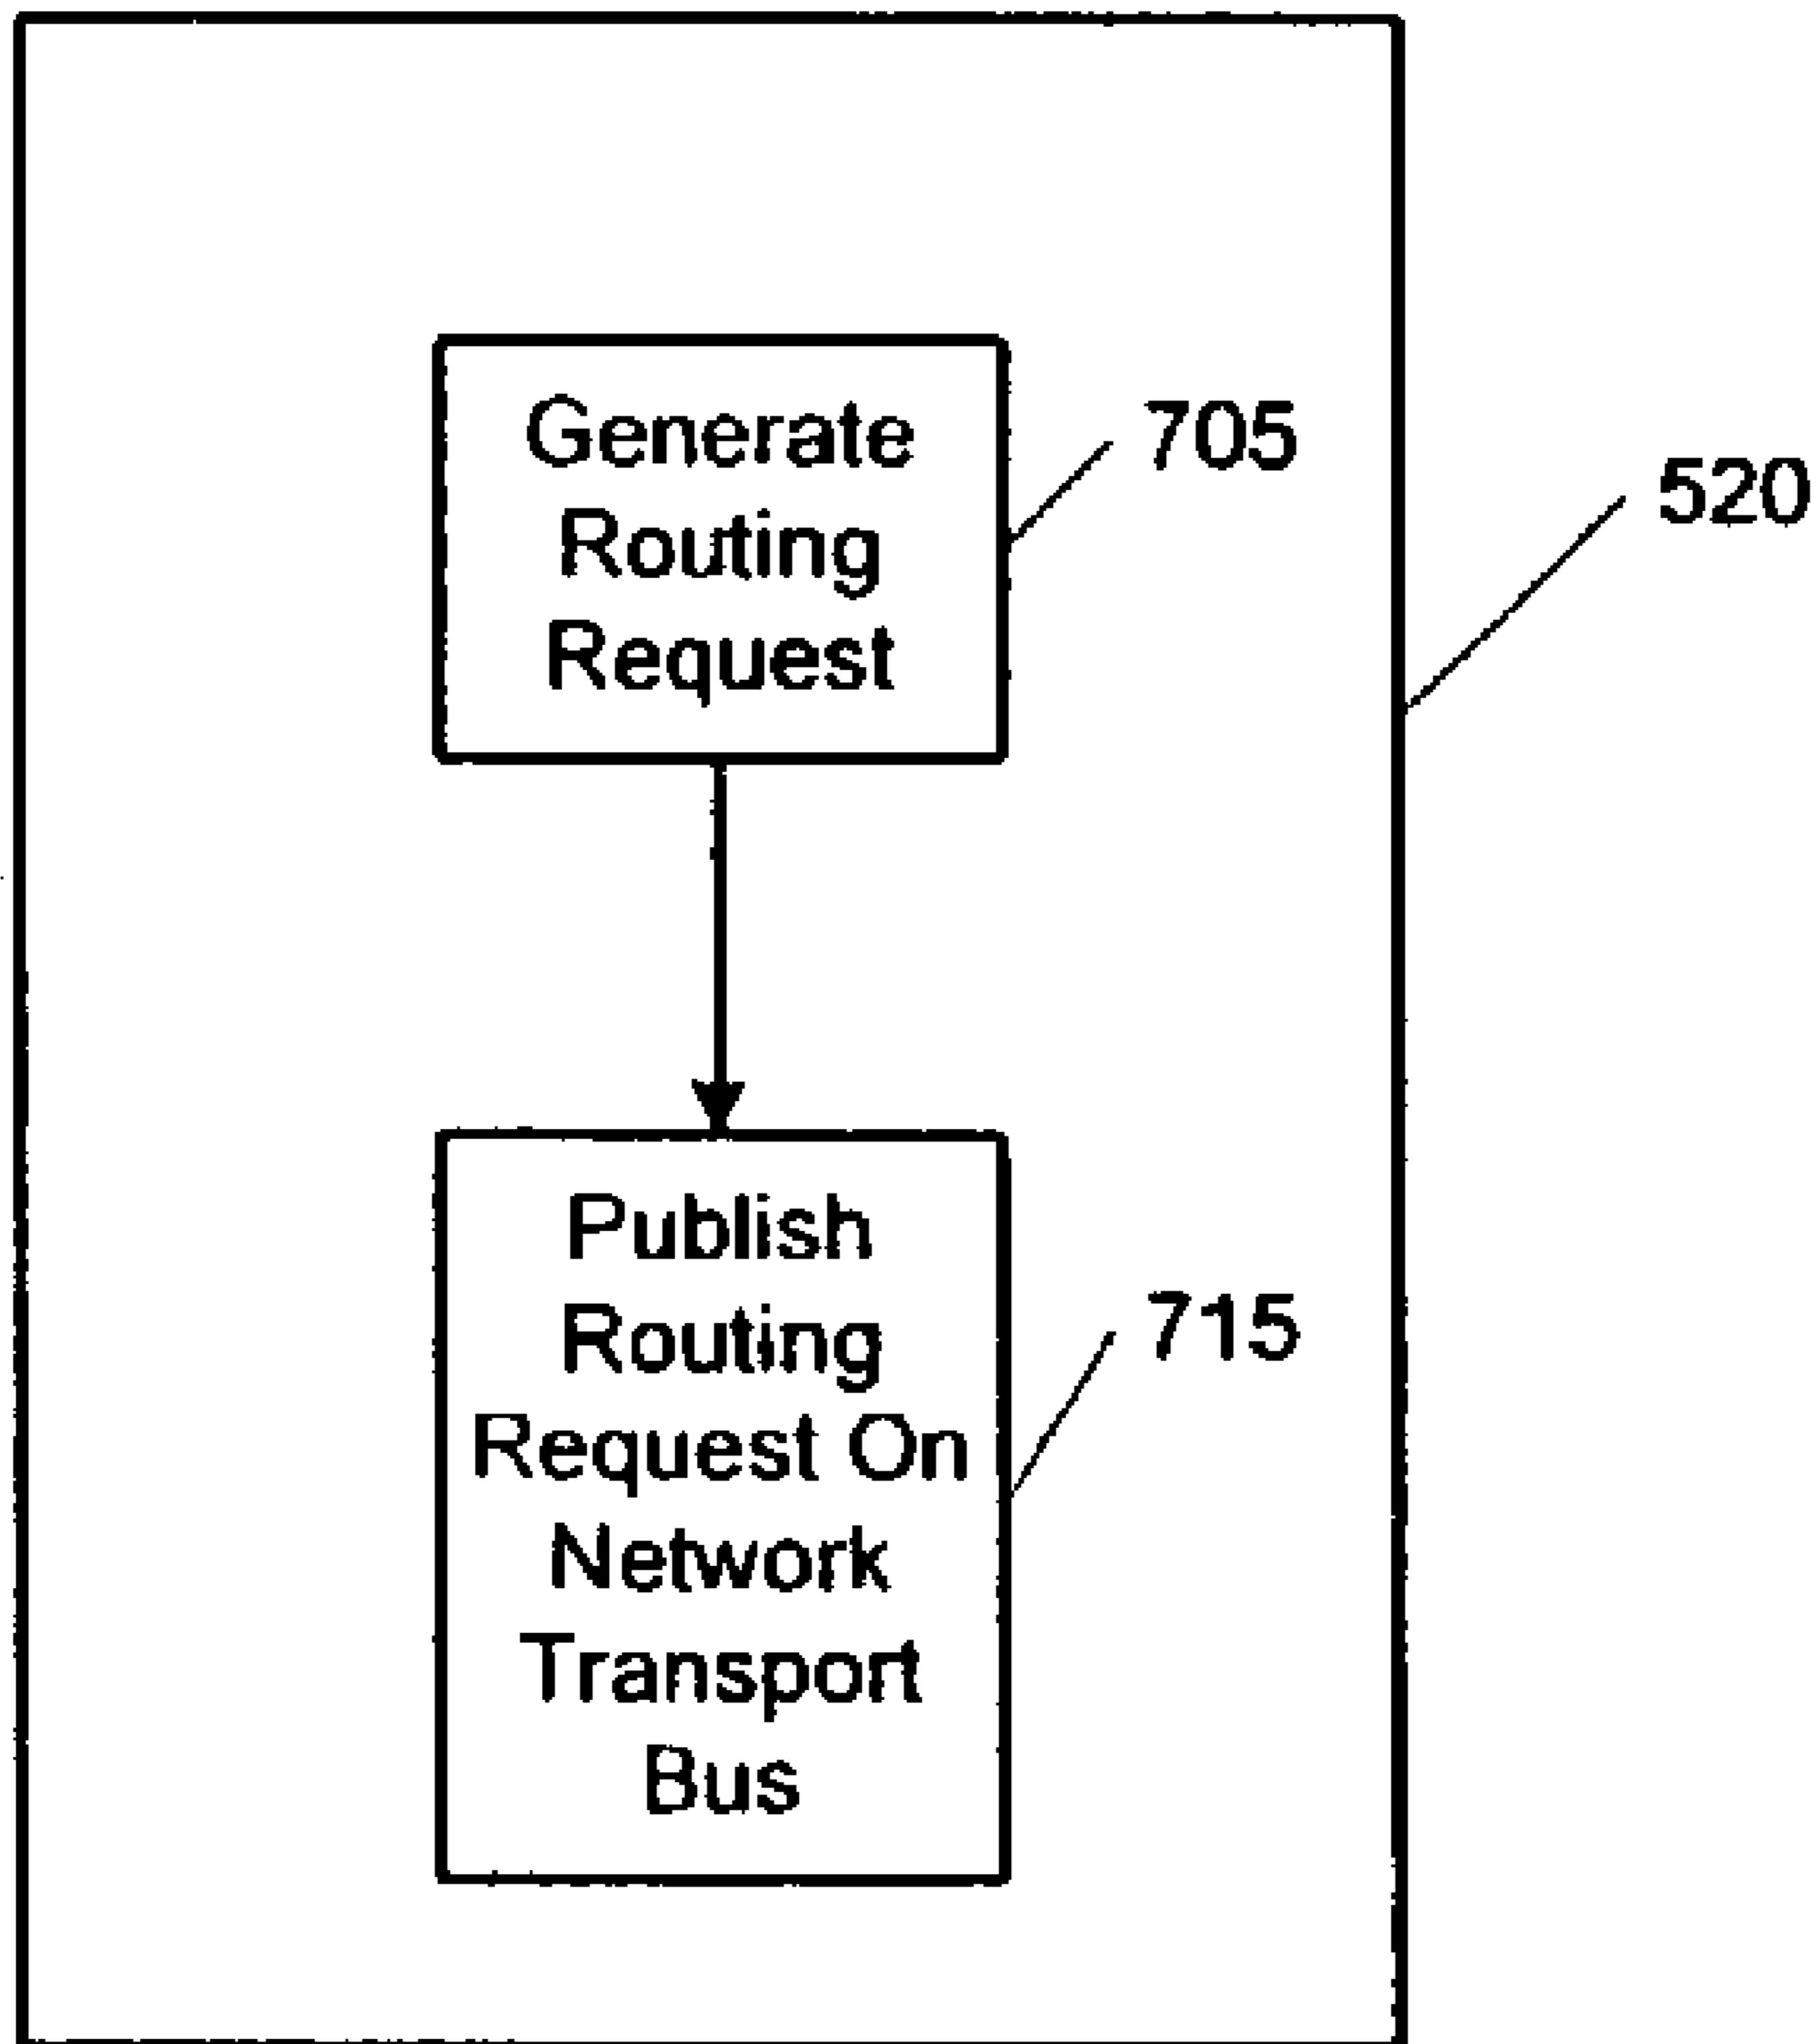 Generate
Routing
Request
705
520
Publish
Routing
Request On
Network
Transport
Bus
715